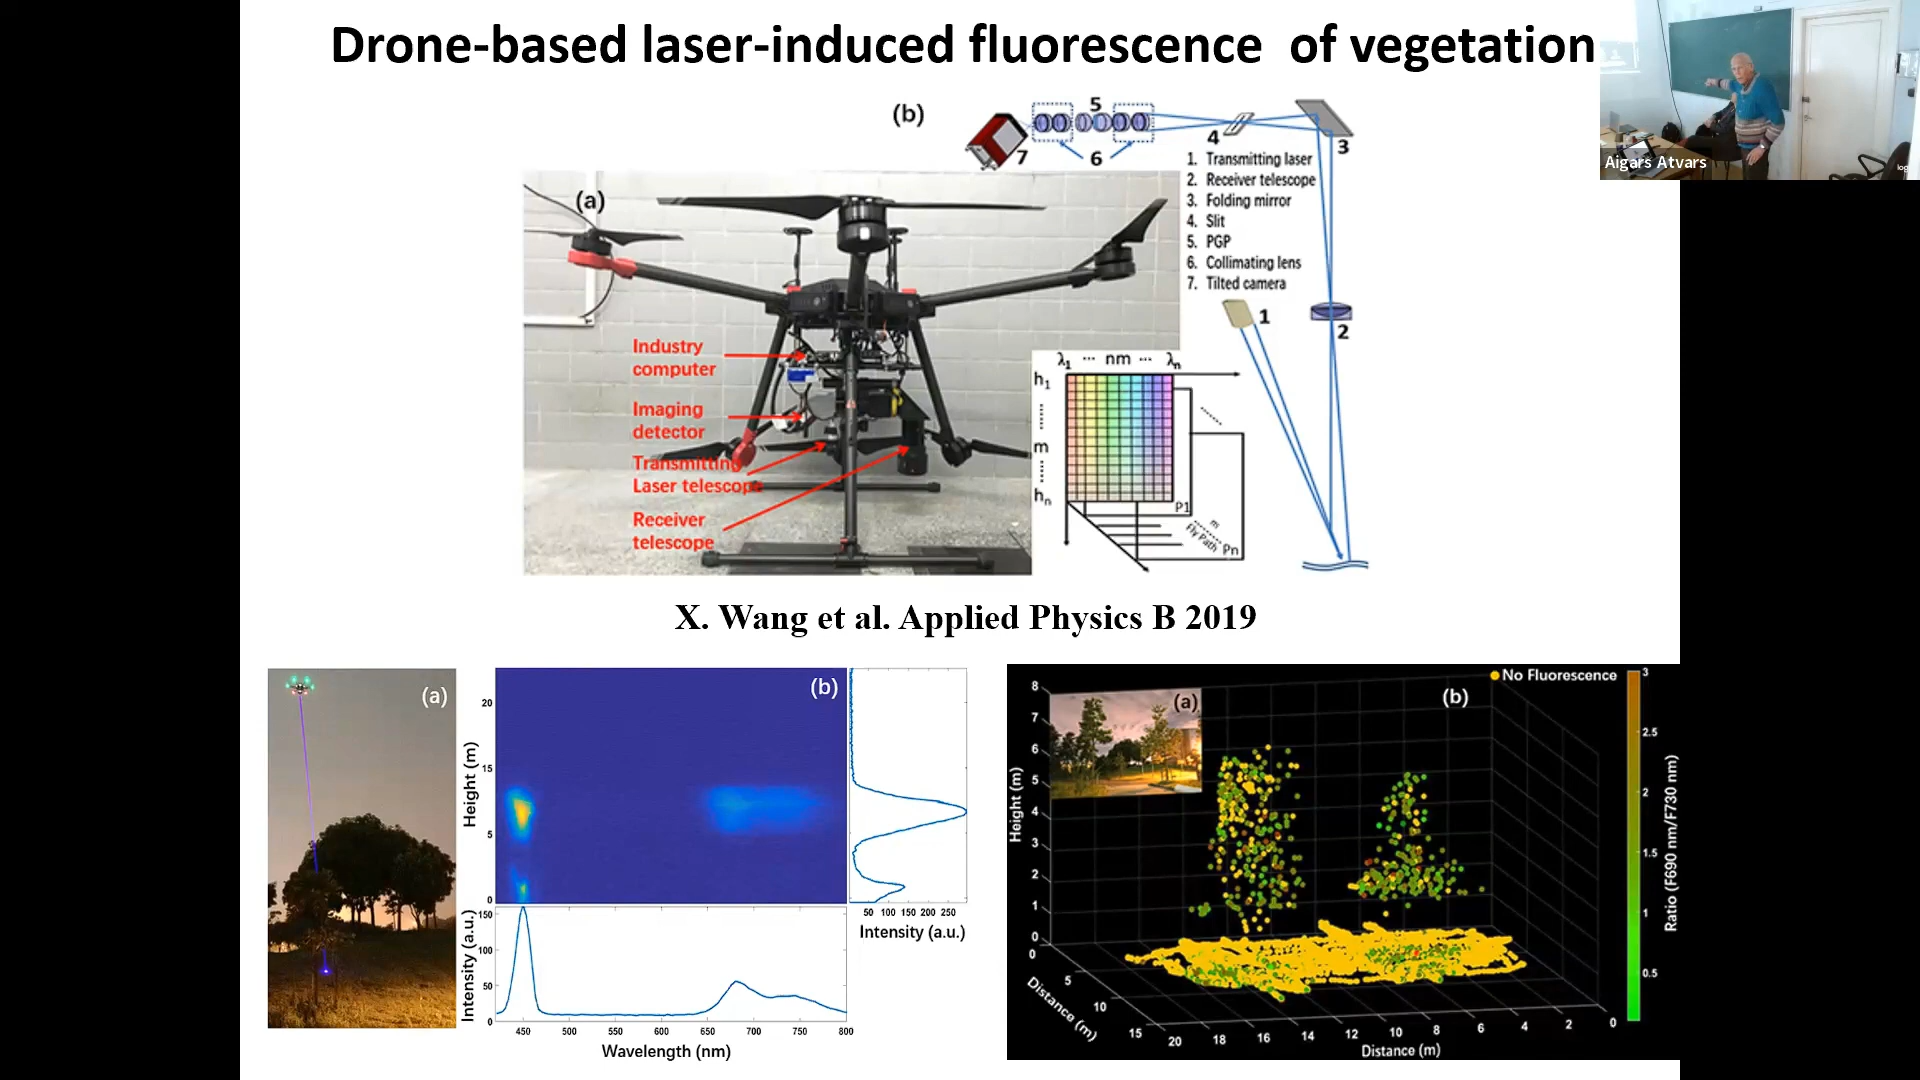 Drone-based laser-induced fluorescence of vegetation
Aigars Atvars
(b)
5
7
6
4
3
1. Transmitting laser
2. Receiver telescope
3. Folding mirror
4. Slit
5. PGP
6. Collimating lens
7. Tilted camera
1
2
(a)
Industry
computer
Imaging
detector
Transmitting
Laser telescope
Receiver
telescope
λ1 ··· nm ··· λn
h1
m
hn
P1
m
Fly Path
Pn
X. Wang et al. Applied Physics B 2019
(a)
(b)
Height (m)
20
15
5
0
50 100 150 200 250
Intensity (a.u.)
Intensity (a.u.)
150
100
50
0
450 500 550 600 650 700 750 800
Wavelength (nm)
No Fluorescence
(a)
(b)
Height (m)
8
7
6
5
4
3
2
1
0
0
5
10
15
Distance (m)
20 18 16 14 12 10 8 6 4 2 0
Distance (m)
3
2.5
2
1.5
1
0.5
Ratio (F690 nm/F730 nm)